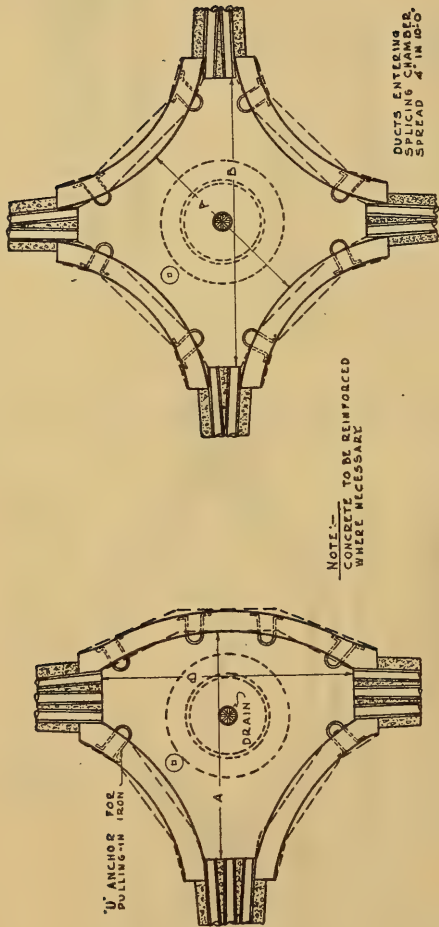 "U" ANCHOR FOR
PULLING-IN IRON
A
DRAIN
NOTE:-
CONCRETE TO BE REINFORCED
WHERE NECESSARY
A
DUCTS ENTERING
SPLICING CHAMBER
SPREAD 4" IN 10'-0"